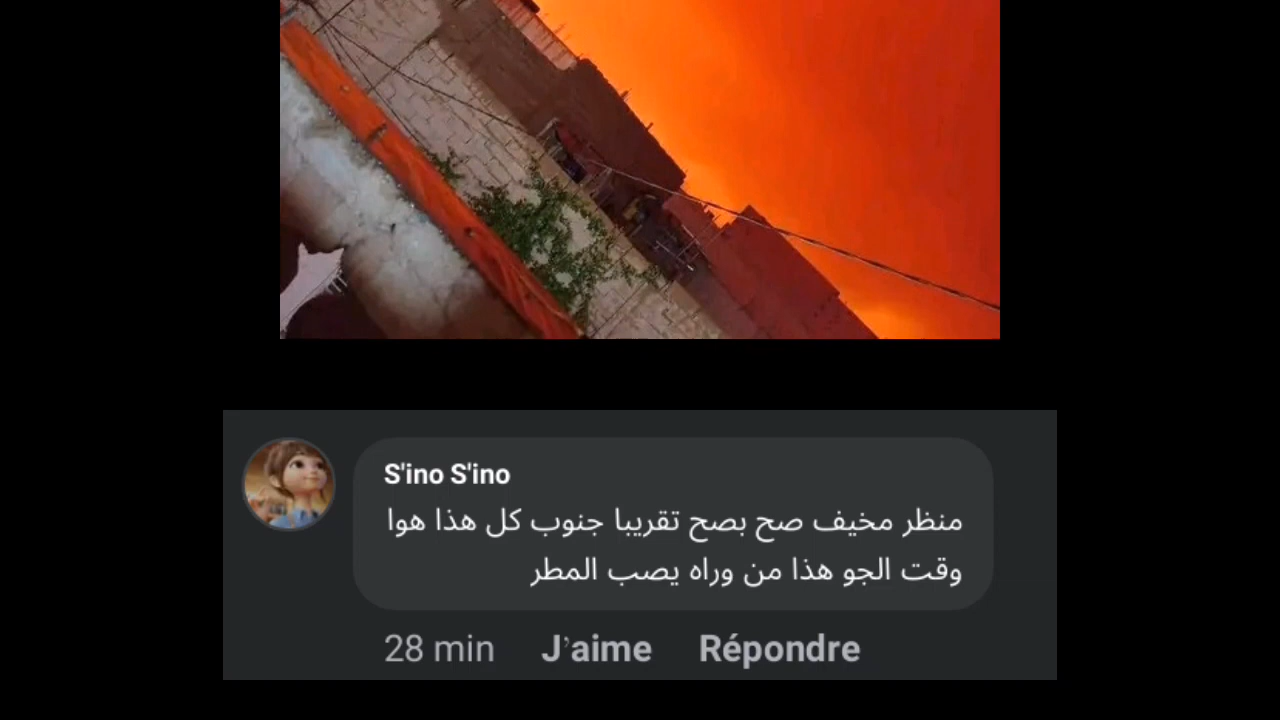 S'ino S'ino
منظر مخيف صح بصح تقريبا جنوب كل هذا هوا
وقت الجو هذا من وراه يصب المطر
28 min J'aime Répondre